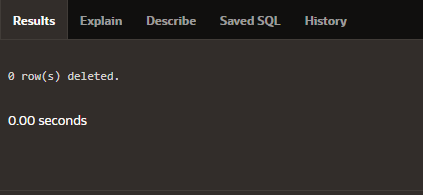 Results Explain Describe Saved SQL History
0 row(s) deleted.
0.00 seconds